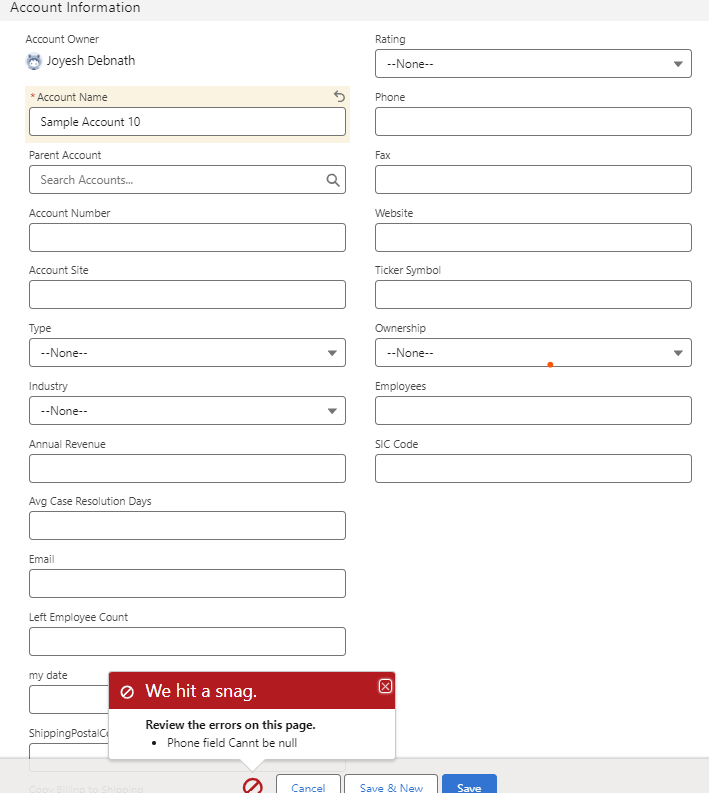 Account Information
Account Owner
Joyesh Debnath
Rating
--None--
*Account Name
Sample Account 10
Phone
Parent Account
Search Accounts...
Fax
Account Number
Website
Account Site
Ticker Symbol
Type
--None--
Ownership
--None--
Industry
--None--
Employees
Annual Revenue
SIC Code
Avg Case Resolution Days
Email
Left Employee Count
my date
We hit a snag.
Review the errors on this page.
• Phone field Cannt be null
ShippingPostalCo
Copy Billing to Shipping
Cancel
Save & New
Save